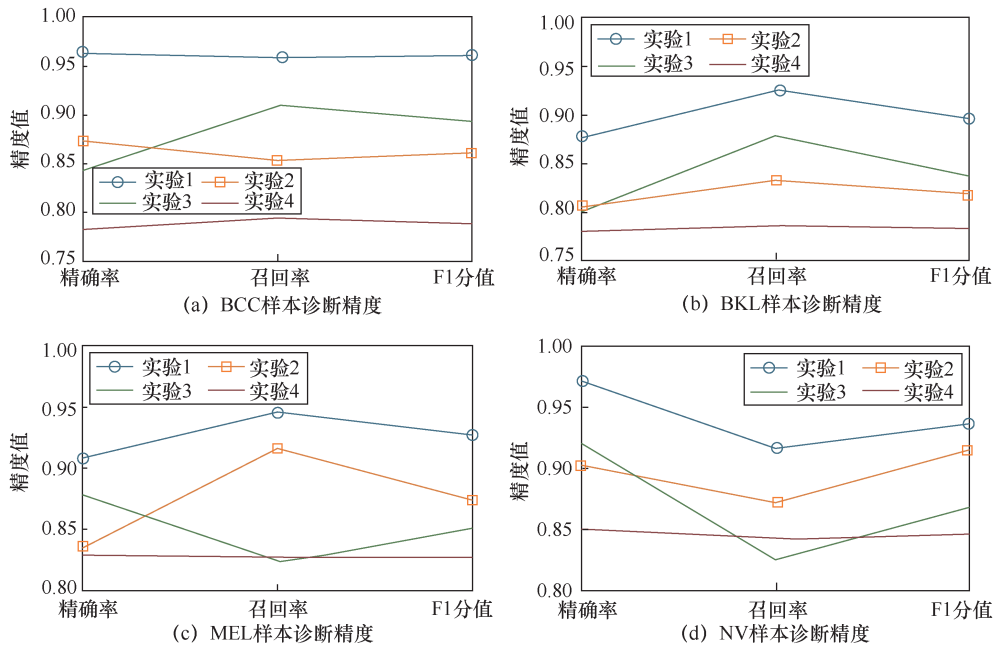 1.00
0.95
0.90
0.85
0.80
0.75
精度值
实验1 实验2
实验3 实验4
精确率 召回率 F1分值
(a) BCC样本诊断精度
1.00
0.95
0.90
0.85
0.80
0.75
精度值
实验1 实验2
实验3 实验4
精确率 召回率 F1分值
(b) BKL样本诊断精度
1.00
0.95
0.90
0.85
0.80
精度值
实验1 实验2
实验3 实验4
精确率 召回率 F1分值
(c) MEL样本诊断精度
1.00
0.95
0.90
0.85
0.80
精度值
实验1 实验2
实验3 实验4
精确率 召回率 F1分值
(d) NV样本诊断精度